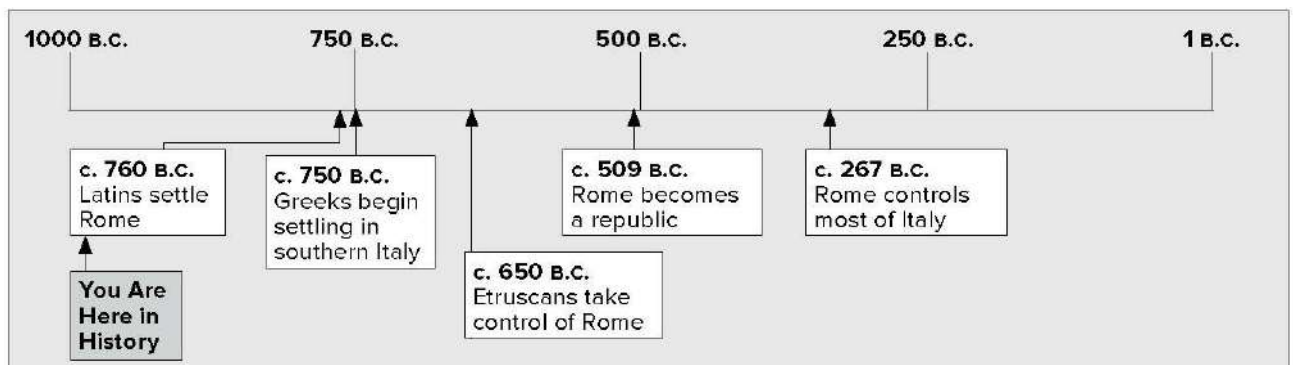 1000 B.C.
750 B.C.
500 B.C.
250 B.C.
1 B.C.
c. 760 B.C.
Latins settle
Rome
c. 750 B.C.
Greeks begin
settling in
southern Italy
c. 650 B.C.
Etruscans take
control of Rome
c. 509 B.C.
Rome becomes
a republic
c. 267 B.C.
Rome controls
most of Italy
You Are
Here in
History